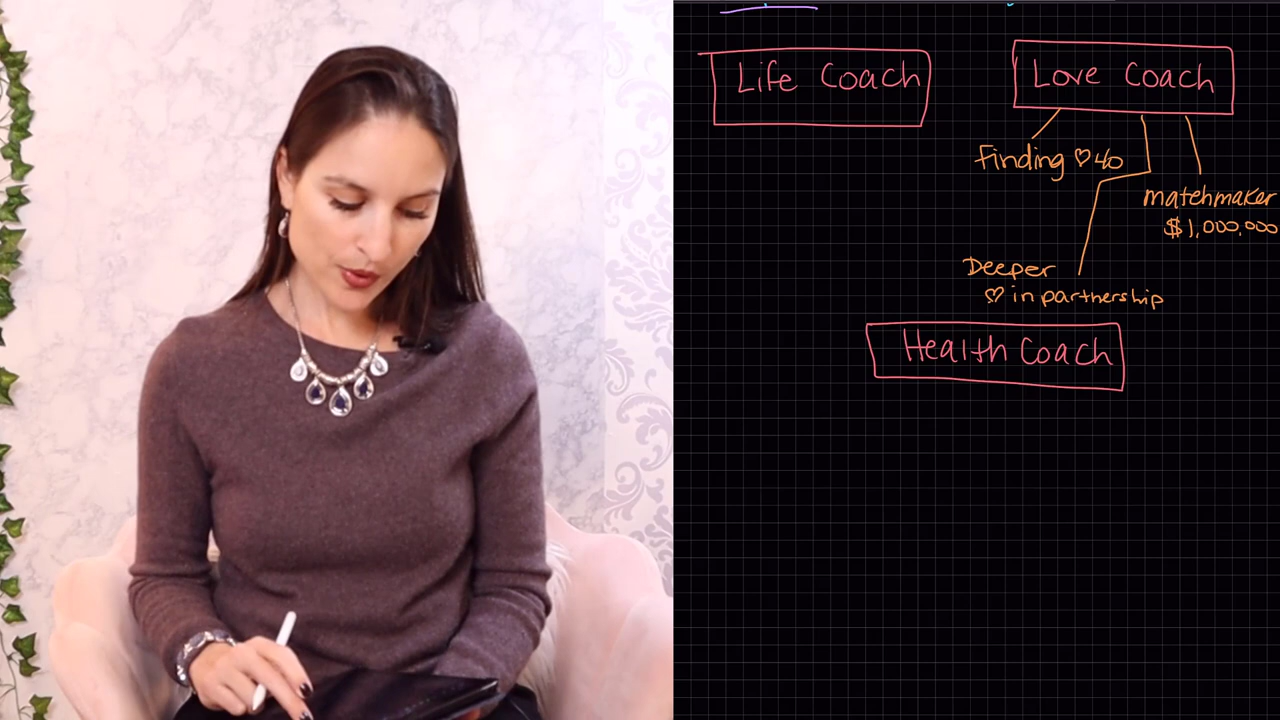 Life Coach
Love Coach
Finding ♡ 40
matchmaker
$1,000,000
Deeper
♡ in partnership
Health Coach